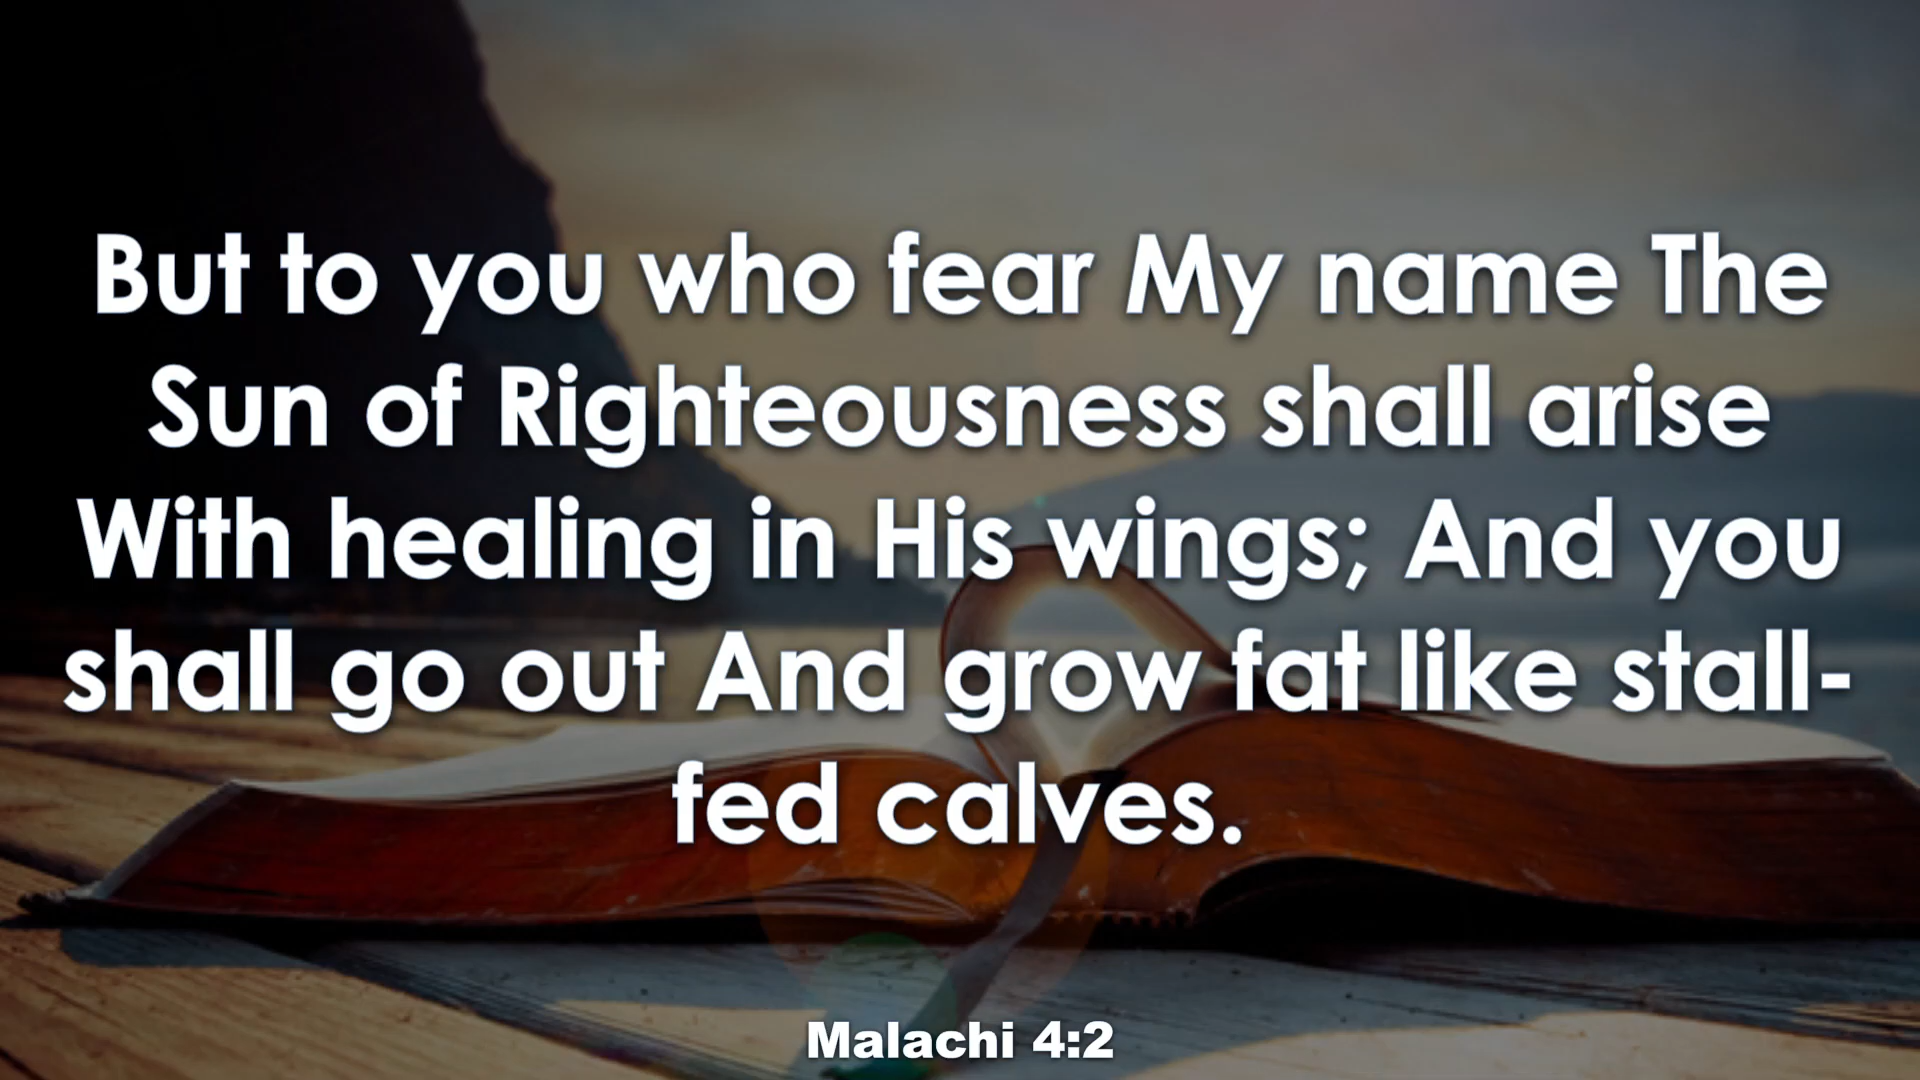 But to you who fear My name The
Sun of Righteousness shall arise
With healing in His wings; And you
shall go out And grow fat like stall-
fed calves.
Malachi 4:2